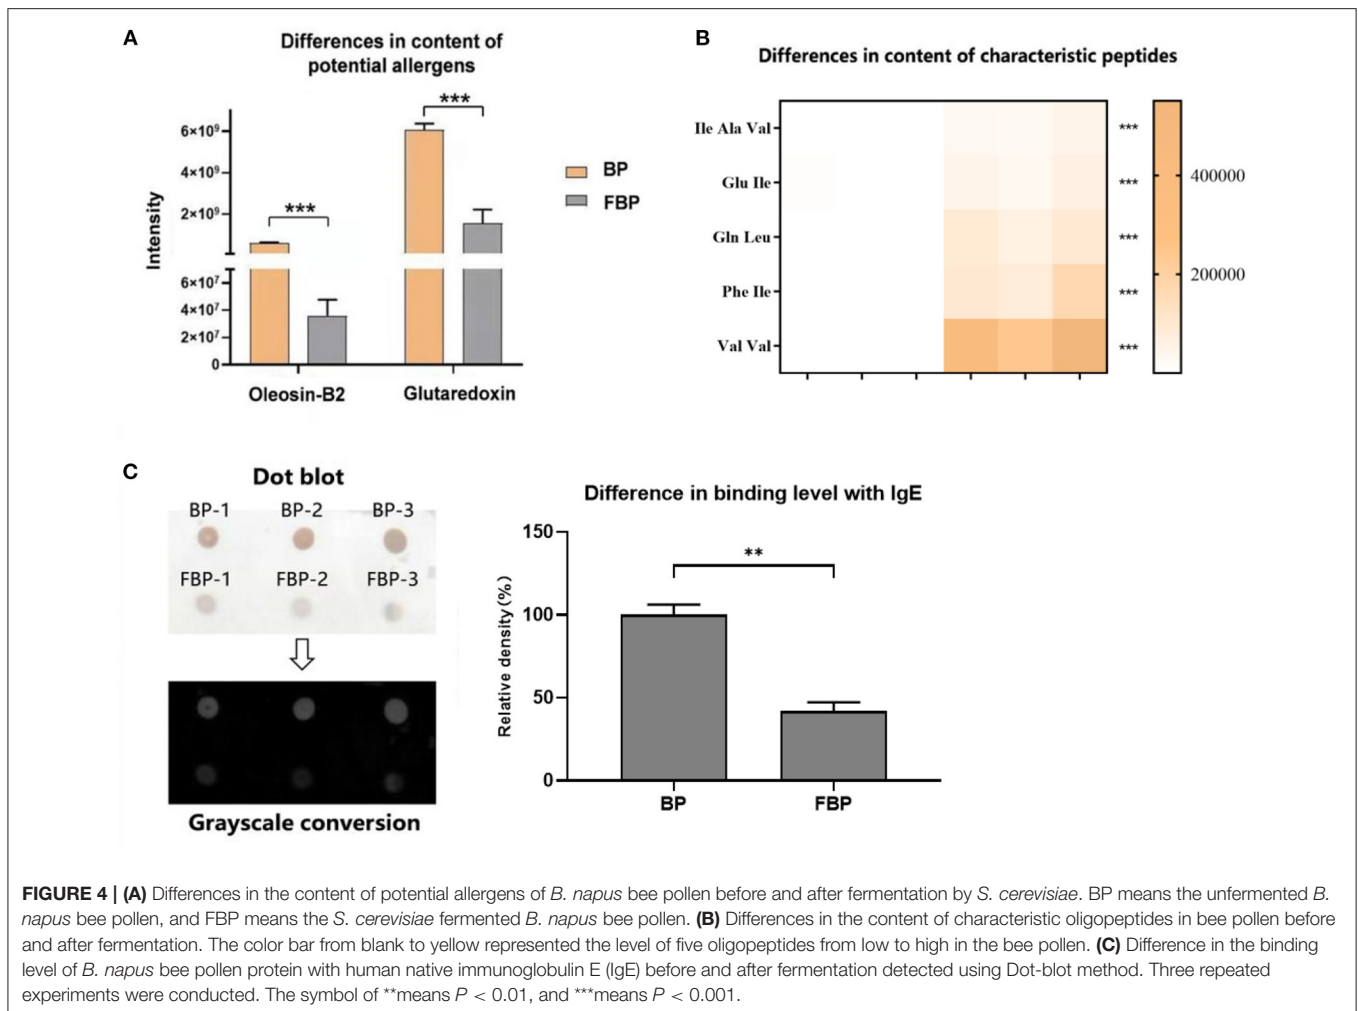 A
Differences in content of
potential allergens
***
***
6×10⁹
4×10⁹
2×10⁹
6×10⁷
4×10⁷
2×10⁷
0
Intensity
Oleosin-B2
Glutaredoxin
BP
FBP
B
Differences in content of characteristic peptides
Ile Ala Val
***
Glu Ile
***
Gln Leu
***
Phe Ile
***
Val Val
***
400000
200000
C
Dot blot
BP-1 BP-2 BP-3
FBP-1 FBP-2 FBP-3
Grayscale conversion
Difference in binding level with IgE
150
100
50
0
Relative density(%)
**
BP
FBP
FIGURE 4 | (A) Differences in the content of potential allergens of B. napus bee pollen before and after fermentation by S. cerevisiae. BP means the unfermented B.
napus bee pollen, and FBP means the S. cerevisiae fermented B. napus bee pollen. (B) Differences in the content of characteristic oligopeptides in bee pollen before
and after fermentation. The color bar from blank to yellow represented the level of five oligopeptides from low to high in the bee pollen. (C) Difference in the binding
level of B. napus bee pollen protein with human native immunoglobulin E (IgE) before and after fermentation detected using Dot-blot method. Three repeated
experiments were conducted. The symbol of **means P < 0.01, and ***means P < 0.001.